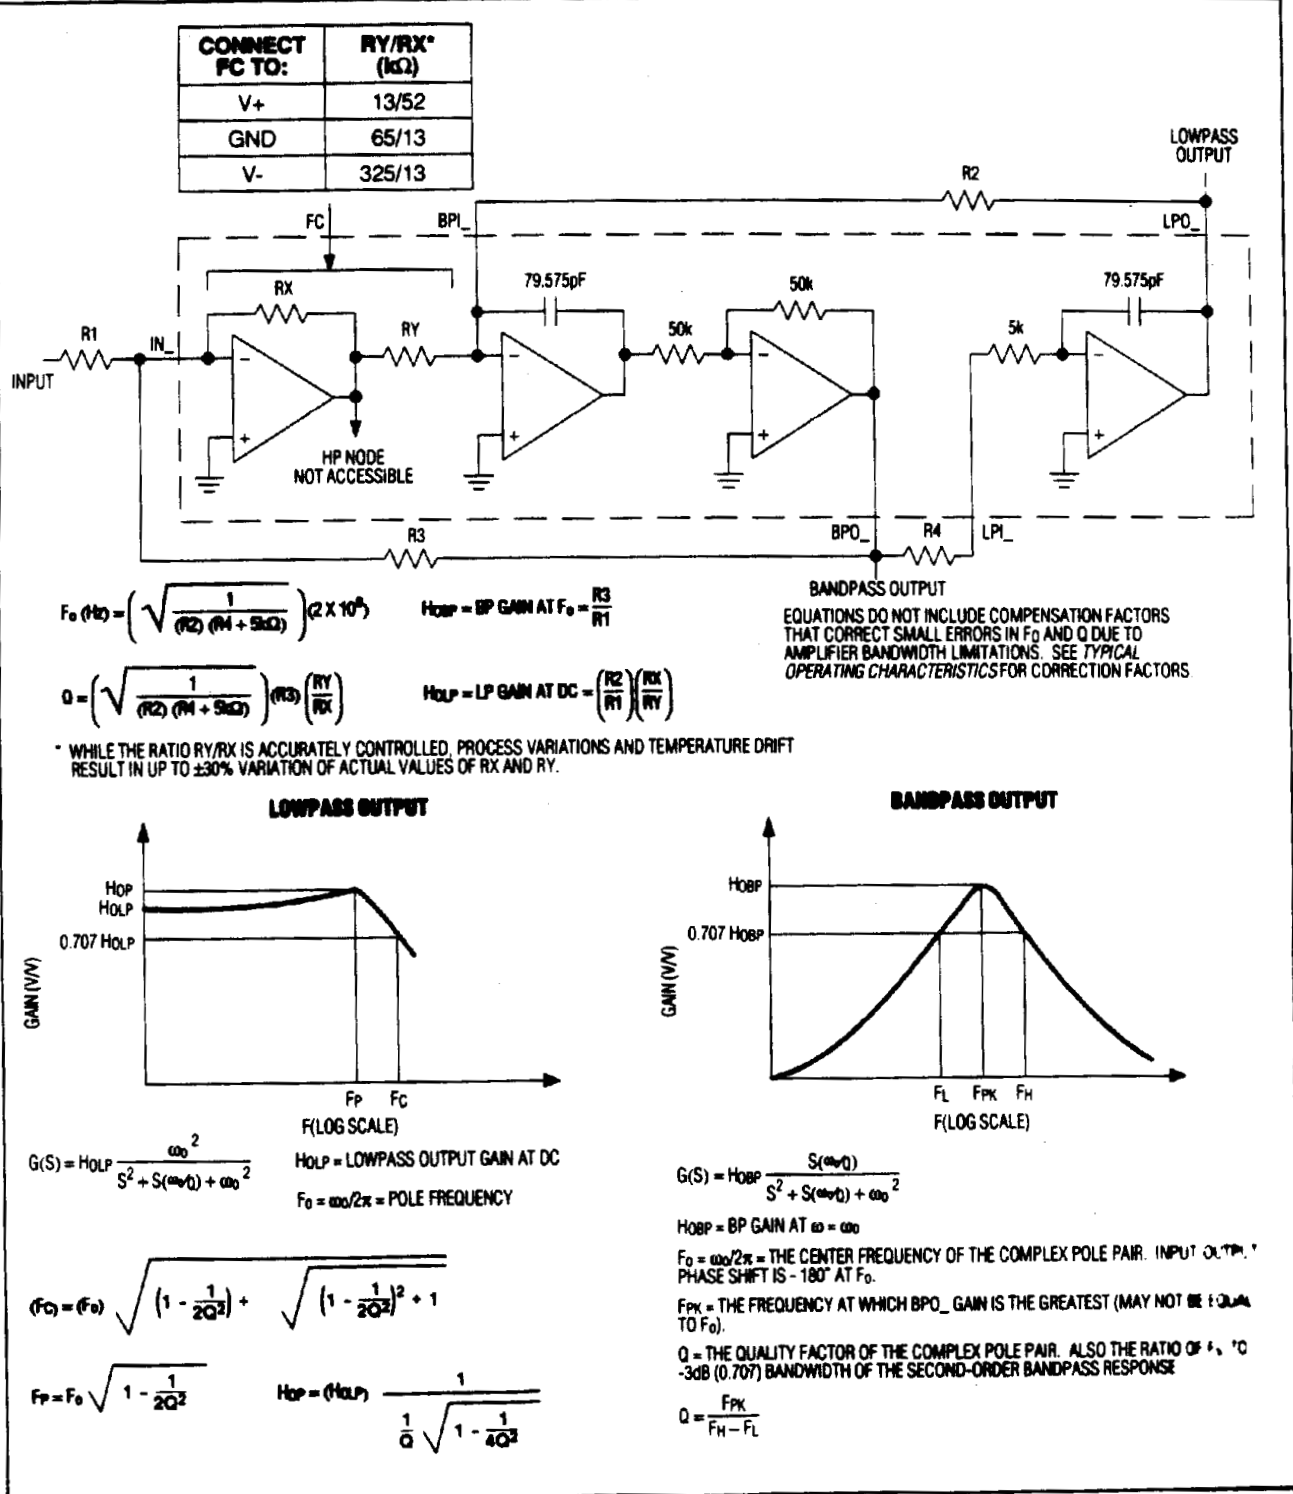 CONNECT FC TO:
RY/RX* (kΩ)
V+ 13/52
GND 65/13
V- 325/13
LOWPASS OUTPUT
R2
FC
BPI_
LPO_
RX
79.575pF
50k
79.575pF
R1
IN_
RY
50k
5k
INPUT
HP NODE
NOT ACCESSIBLE
R3
BPO_
R4
LPI_
BANDPASS OUTPUT
F₀ (Hz) = (√(1/((R2) (R4 + 5kΩ))))(2 X 10⁸)
HOBP = BP GAIN AT F₀ = R3/R1
Q = (√(1/((R2) (R4 + 5kΩ))))(R3)(RY/RX)
HOLP = LP GAIN AT DC = (R2/R1)(RX/RY)
EQUATIONS DO NOT INCLUDE COMPENSATION FACTORS
THAT CORRECT SMALL ERRORS IN F₀ AND Q DUE TO
AMPLIFIER BANDWIDTH LIMITATIONS. SEE TYPICAL
OPERATING CHARACTERISTICS FOR CORRECTION FACTORS.
* WHILE THE RATIO RY/RX IS ACCURATELY CONTROLLED, PROCESS VARIATIONS AND TEMPERATURE DRIFT
RESULT IN UP TO ±30% VARIATION OF ACTUAL VALUES OF RX AND RY.
LOWPASS OUTPUT
HOP
HOLP
0.707 HOLP
GAIN (V/V)
FP FC
F(LOG SCALE)
G(S) = HOLP ω₀²/(S² + S(ω₀/Q) + ω₀²)
HOLP = LOWPASS OUTPUT GAIN AT DC
F₀ = ω₀/2π = POLE FREQUENCY
(FC) = (F₀) √((1 - 1/2Q²) + √((1 - 1/2Q²)² + 1))
FP = F₀ √(1 - 1/2Q²)
HOP = (HOLP) 1/((1/Q) √(1 - 1/4Q²))
BANDPASS OUTPUT
HOBP
0.707 HOBP
GAIN (V/V)
FL FPK FH
F(LOG SCALE)
G(S) = HOBP S(ω₀/Q)/(S² + S(ω₀/Q) + ω₀²)
HOBP = BP GAIN AT ω = ω₀
F₀ = ω₀/2π = THE CENTER FREQUENCY OF THE COMPLEX POLE PAIR. INPUT OUTPUT
PHASE SHIFT IS - 180° AT F₀.
FPK = THE FREQUENCY AT WHICH BPO_ GAIN IS THE GREATEST (MAY NOT BE EQUAL
TO F₀).
Q = THE QUALITY FACTOR OF THE COMPLEX POLE PAIR. ALSO THE RATIO OF TO
-3dB (0.707) BANDWIDTH OF THE SECOND-ORDER BANDPASS RESPONSE
Q = FPK/(FH – FL)